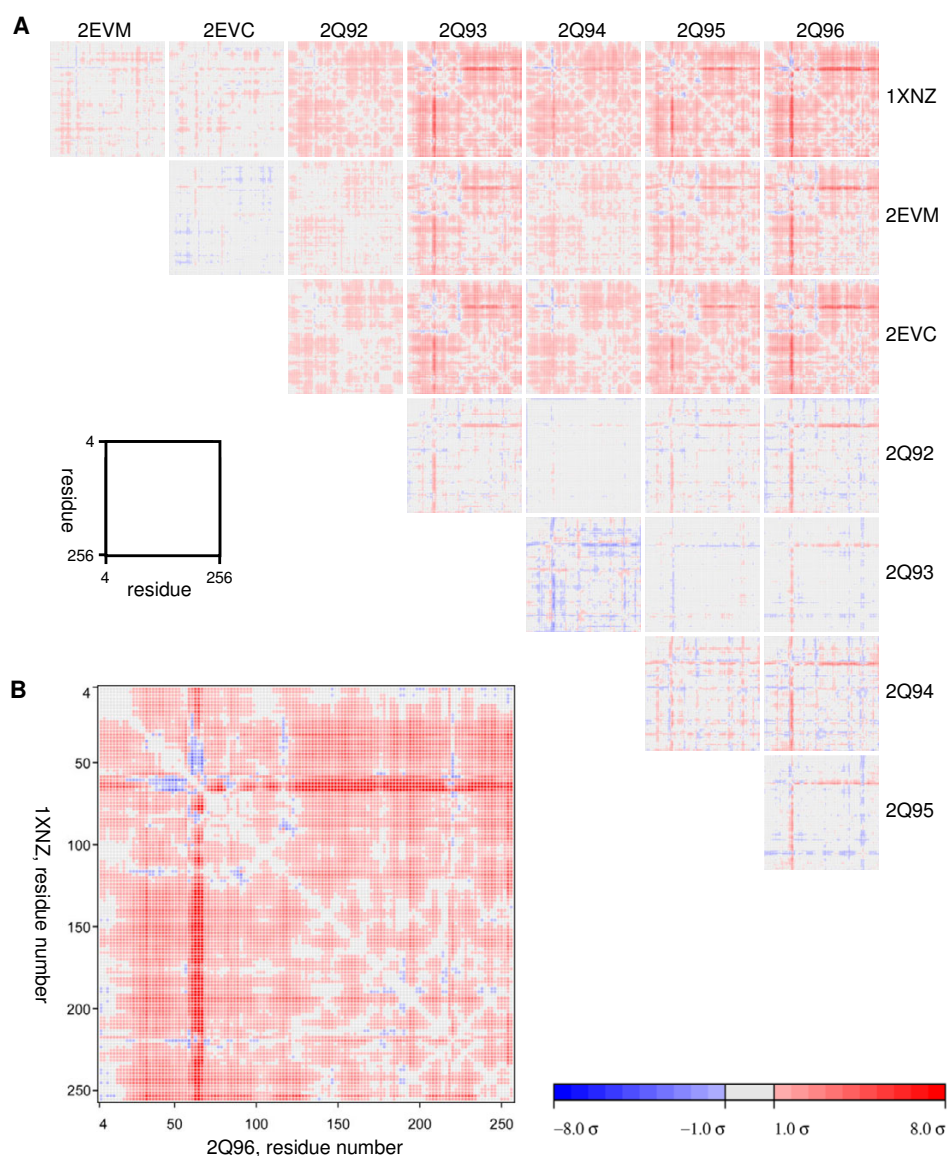 A
2EVM 2EVC 2Q92 2Q93 2Q94 2Q95 2Q96
1XNZ
2EVM
2EVC
2Q92
4
residue
256
4 256
residue
2Q93
2Q94
B
2Q95
4
50
100
150
200
250
1XNZ, residue number
4 50 100 150 200 250
2Q96, residue number
−8.0 σ −1.0 σ 1.0 σ 8.0 σ